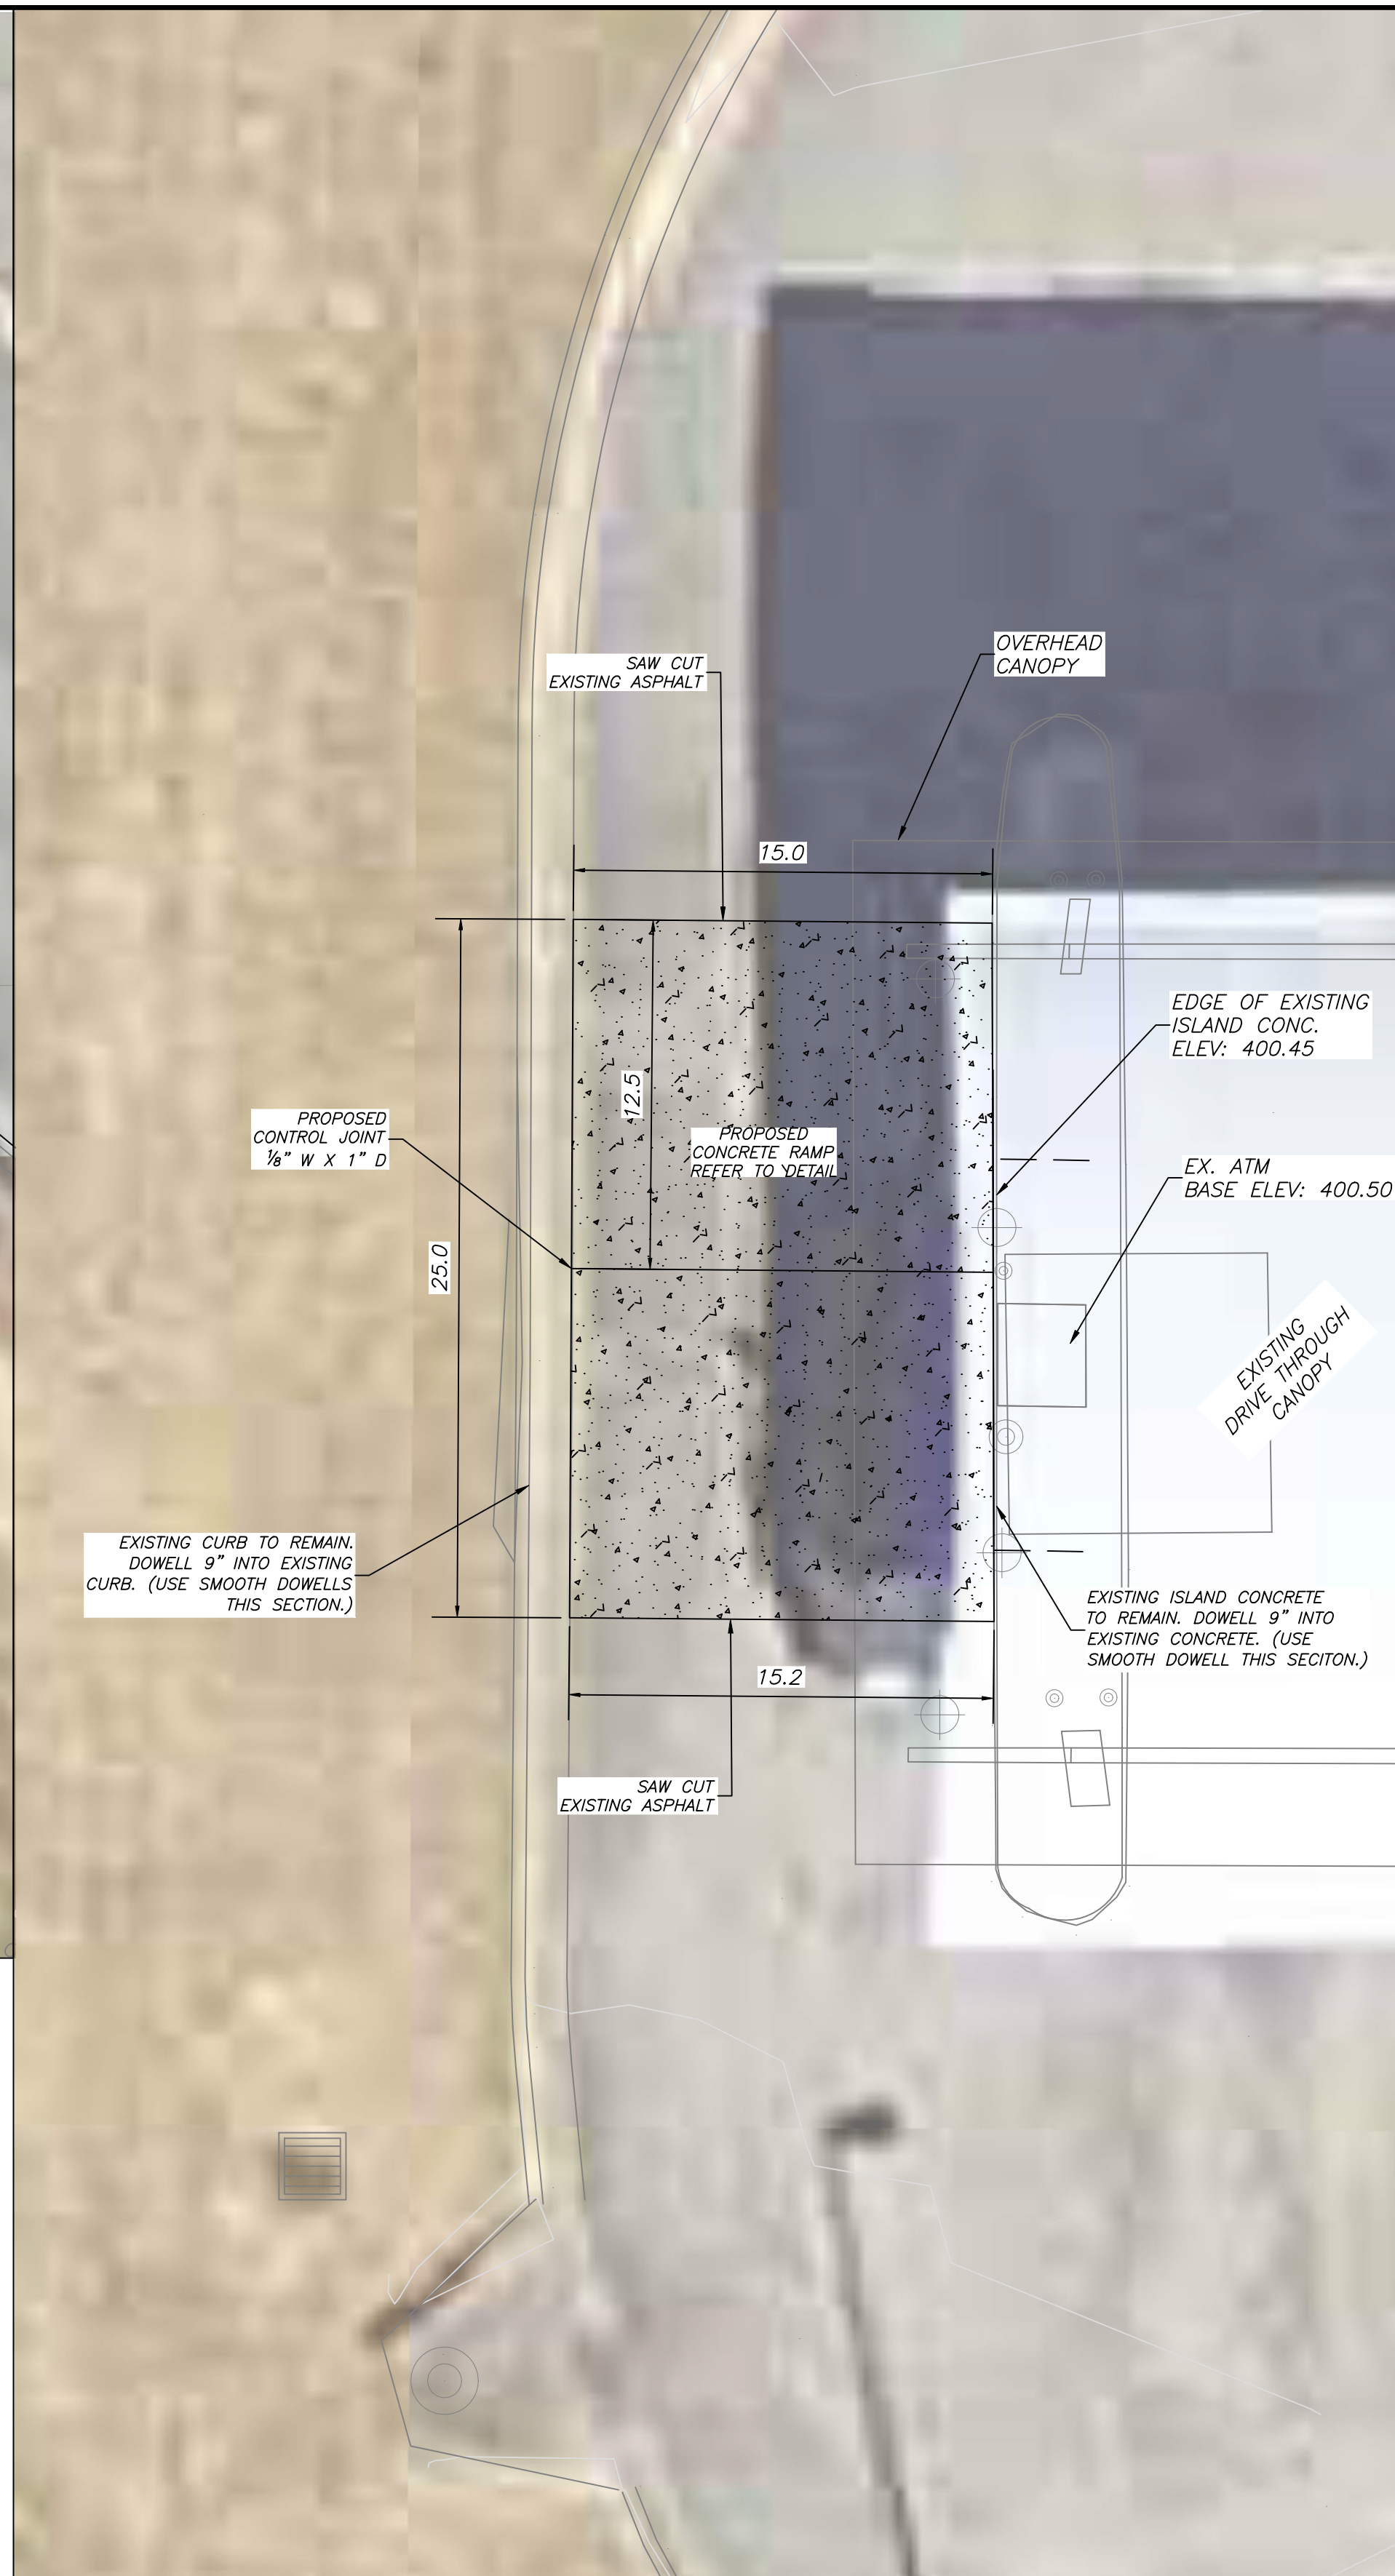 SAW CUT
EXISTING ASPHALT
OVERHEAD
CANOPY
15.0
EDGE OF EXISTING
ISLAND CONC.
ELEV: 400.45
12.5
PROPOSED
CONTROL JOINT
⅛" W X 1" D
PROPOSED
CONCRETE RAMP
REFER TO DETAIL
EX. ATM
BASE ELEV: 400.50
25.0
EXISTING
DRIVE THROUGH
CANOPY
EXISTING CURB TO REMAIN.
DOWELL 9" INTO EXISTING
CURB. (USE SMOOTH DOWELLS
THIS SECTION.)
EXISTING ISLAND CONCRETE
TO REMAIN. DOWELL 9" INTO
EXISTING CONCRETE. (USE
SMOOTH DOWELL THIS SECITON.)
15.2
SAW CUT
EXISTING ASPHALT